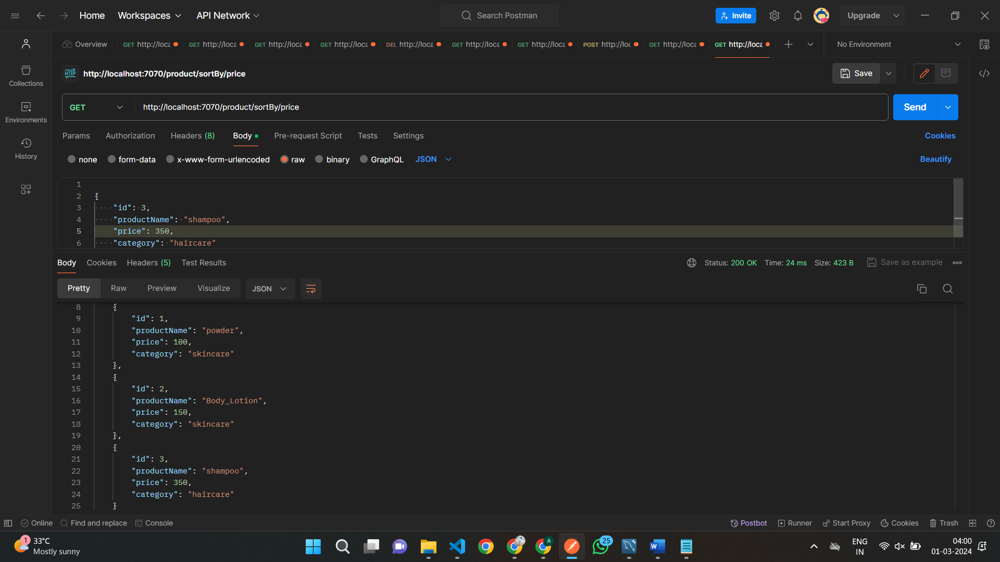 Home Workspaces API Network Search Postman Invite Upgrade
Overview GET http://loca GET http://loca GET http://loca GET http://loca DEL http://loca GET http://loca GET http://loca POST http://loc GET http://loca GET http://loca No Environment
HTTP http://localhost:7070/product/sortBy/price Save
Collections
GET http://localhost:7070/product/sortBy/price Send
Environments
Params Authorization Headers (8) Body Pre-request Script Tests Settings Cookies
History
none form-data x-www-form-urlencoded raw binary GraphQL JSON Beautify
1
2 {
3 "id": 3,
4 "productName": "shampoo",
5 "price": 350,
6 "category": "haircare"
Body Cookies Headers (5) Test Results Status: 200 OK Time: 24 ms Size: 423 B Save as example
Pretty Raw Preview Visualize JSON
8 {
9 "id": 1,
10 "productName": "powder",
11 "price": 100,
12 "category": "skincare"
13 },
14 {
15 "id": 2,
16 "productName": "Body_Lotion",
17 "price": 150,
18 "category": "skincare"
19 },
20 {
21 "id": 3,
22 "productName": "shampoo",
23 "price": 350,
24 "category": "haircare"
25 }
Online Find and replace Console Postbot Runner Start Proxy Cookies Trash
1 33°C A 25 W ENG 04:00
Mostly sunny IN 01-03-2024